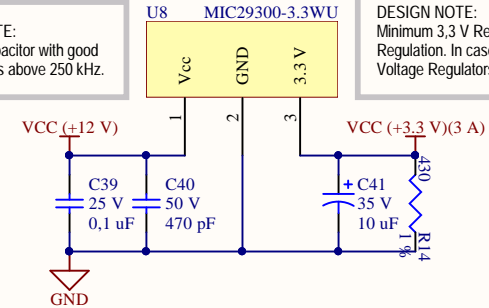 TE:
pacitor with good
s above 250 kHz.
U8 MIC29300-3.3WU
DESIGN NOTE:
Minimum 3,3 V Re
Regulation. In case
Voltage Regulators
Vcc
GND
3.3 V
1
2
3
VCC (+12 V)
VCC (+3.3 V)(3 A)
C39
25 V
0,1 uF
C40
50 V
470 pF
+ C41
35 V
10 uF
430
R14
1 %
GND